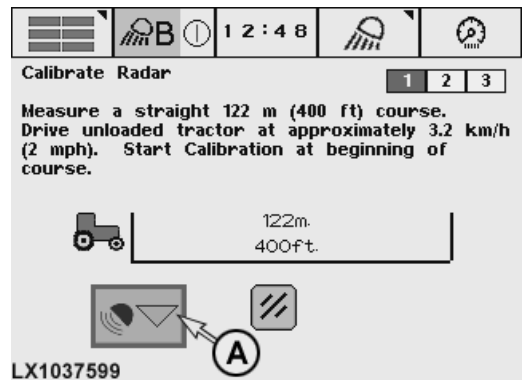 B 12:48
Calibrate Radar
1 2 3
Measure a straight 122 m (400 ft) course.
Drive unloaded tractor at approximately 3.2 km/h
(2 mph). Start Calibration at beginning of
course.
122m.
400ft.
A
LX1037599